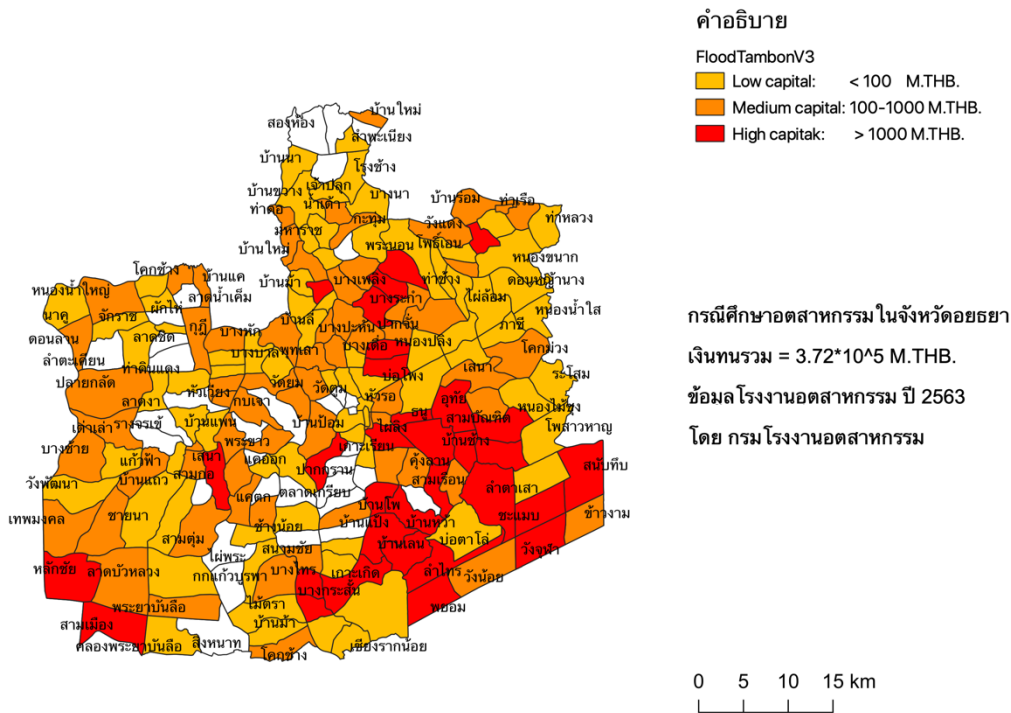 คำอธิบาย
FloodTambonV3
Low capital: < 100 M.THB.
Medium capital: 100-1000 M.THB.
High capitak: > 1000 M.THB.
บ้านใหม่
สองห้อง
สำพะเนียง
บ้านนา
โรงช้าง
บ้านขวาง
เจ้าปลุก
บางนา
น้ำเต้า
ท่าตอ
กะทุ่ม
มหาราช
บ้านร่อม
ท่าเรือ
วังแดง
ท่าหลวง
บ้านใหม่
พระนอน
โพธิ์เอน
หนองขนาก
โคกช้าง
บ้านแค
บ้านม้า
บางเพลิง
ท่าช้าง
ดอนหญ้านาง
หนองน้ำใหญ่
ลาดน้ำเค็ม
บางระกำ
ไผ่ล้อม
หนองน้ำใส
นาคู
จักราช
ผักไห่
กุฎี
บางหัก
บ้านลี่
บางปะหัน
ปากจั่น
ภาชี
ดอนลาน
ลาดชิด
บางเดื่อ
หนองปลิง
โคกม่วง
ลำตะเคียน
ท่าดินแดง
บางบาล
พุทเลา
บ่อโพง
เสนา
ระโสม
ปลายกลัด
หัวเวียง
วัดยม
วัดตูม
หัวรอ
อุทัย
ลาดงา
กบเจา
ธนู
สามบัณฑิต
หนองไม้ซุง
เต่าเล่า
รางจรเข้
บ้านแพน
บ้านป้อม
ไผ่ลิง
โพสาวหาญ
บางซ้าย
พระขาว
เกาะเรียน
บ้านช้าง
แก้วฟ้า
เสนา
แคออก
คุ้งลาน
สนับทึบ
วังพัฒนา
บ้านแถว
สามกอ
ปากกราน
สามเรือน
ลำตาเสา
แคตก
ตลาดเกรียบ
บ้านโพ
เทพมงคล
ชายนา
ช้างน้อย
บ้านแป้ง
บ้านหว้า
ชะแมบ
ข้าวงาม
สามตุ่ม
สนามชัย
บ้านเลน
บ่อตาโล่
วังจุฬา
ไผ่พระ
หลักชัย
ลาดบัวหลวง
กกแก้วบูรพา
บางไทร
เกาะเกิด
ลำไทร
วังน้อย
บางกระสั้น
พระยาบันลือ
ไม้ตรา
พยอม
สามเมือง
บ้านม้า
คลองพระยาบันลือ
สิงหนาท
โคกช้าง
เชียงรากน้อย
กรณีศึกษาอตสาหกรรมในจังหวัดอยธยา
เงินทนรวม = 3.72*10^5 M.THB.
ข้อมลโรงงานอตสาหกรรม ปี 2563
โดย กรมโรงงานอตสาหกรรม
0 5 10 15 km